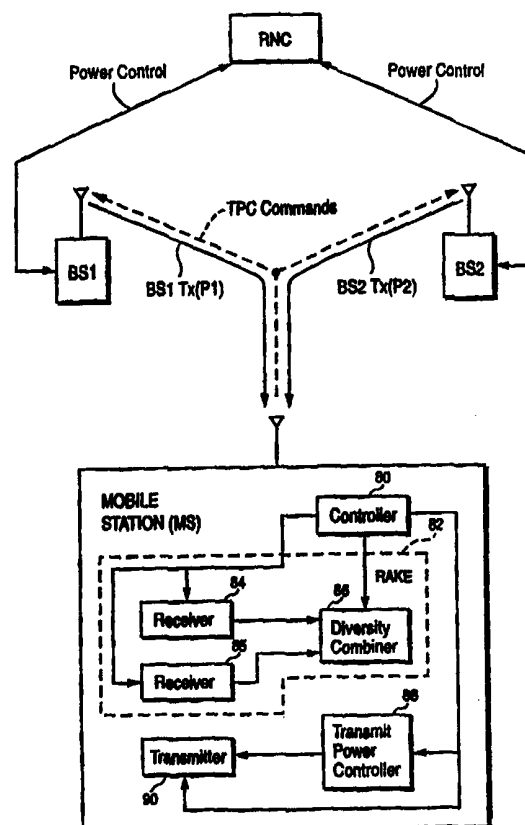 RNC
Power Control
Power Control
TPC Commands
BS1
BS1 Tx(P1)
BS2 Tx(P2)
BS2
MOBILE
STATION (MS)
80
Controller
82
RAKE
84
Receiver
86
Diversity
Combiner
85
Receiver
88
Transmit
Power
Controller
Transmitter
90